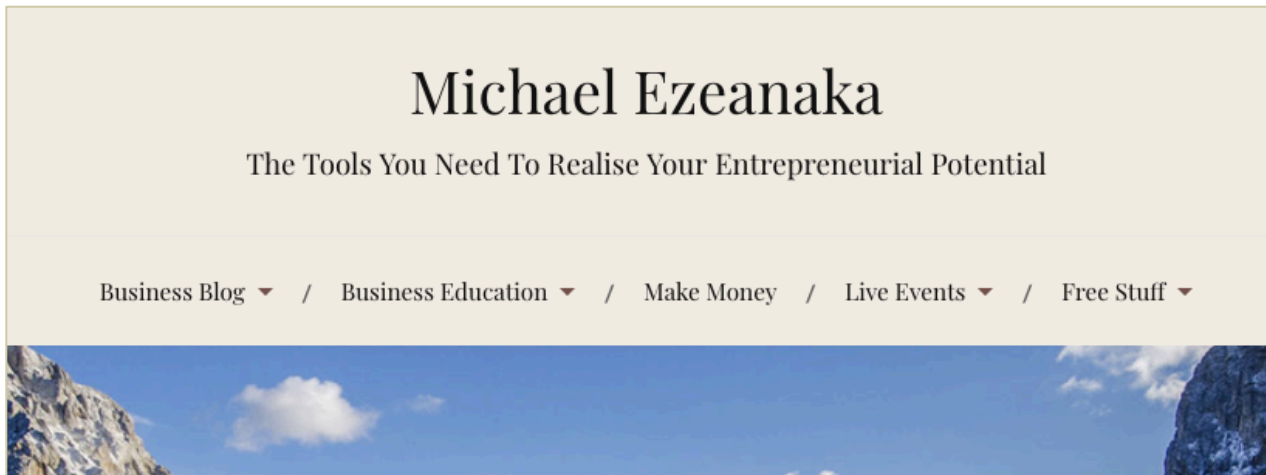 Michael Ezeanaka
The Tools You Need To Realise Your Entrepreneurial Potential
Business Blog / Business Education / Make Money / Live Events / Free Stuff